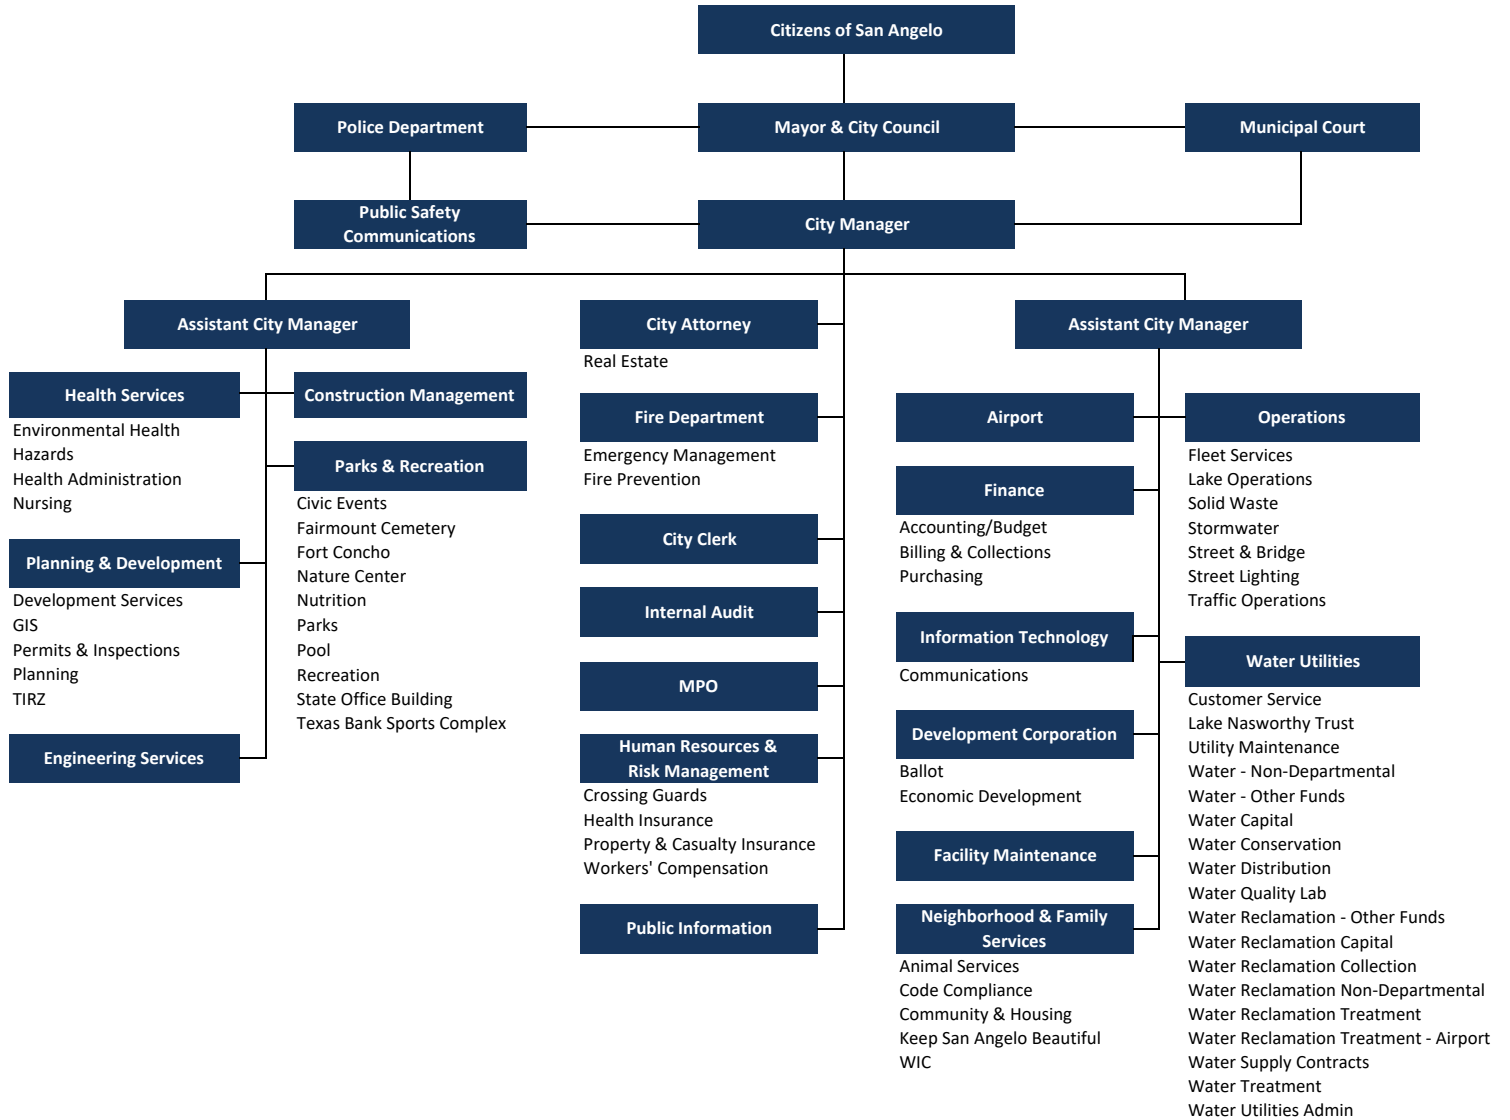 Citizens of San Angelo
Police Department
Mayor & City Council
Municipal Court
Public Safety
Communications
City Manager
Assistant City Manager
Health Services
Environmental Health
Hazards
Health Administration
Nursing
Planning & Development
Development Services
GIS
Permits & Inspections
Planning
TIRZ
Engineering Services
Construction Management
Parks & Recreation
Civic Events
Fairmount Cemetery
Fort Concho
Nature Center
Nutrition
Parks
Pool
Recreation
State Office Building
Texas Bank Sports Complex
City Attorney
Real Estate
Fire Department
Emergency Management
Fire Prevention
City Clerk
Internal Audit
MPO
Human Resources &
Risk Management
Crossing Guards
Health Insurance
Property & Casualty Insurance
Workers' Compensation
Public Information
Assistant City Manager
Airport
Finance
Accounting/Budget
Billing & Collections
Purchasing
Information Technology
Communications
Development Corporation
Ballot
Economic Development
Facility Maintenance
Neighborhood & Family
Services
Animal Services
Code Compliance
Community & Housing
Keep San Angelo Beautiful
WIC
Operations
Fleet Services
Lake Operations
Solid Waste
Stormwater
Street & Bridge
Street Lighting
Traffic Operations
Water Utilities
Customer Service
Lake Nasworthy Trust
Utility Maintenance
Water - Non-Departmental
Water - Other Funds
Water Capital
Water Conservation
Water Distribution
Water Quality Lab
Water Reclamation - Other Funds
Water Reclamation Capital
Water Reclamation Collection
Water Reclamation Non-Departmental
Water Reclamation Treatment
Water Reclamation Treatment - Airport
Water Supply Contracts
Water Treatment
Water Utilities Admin